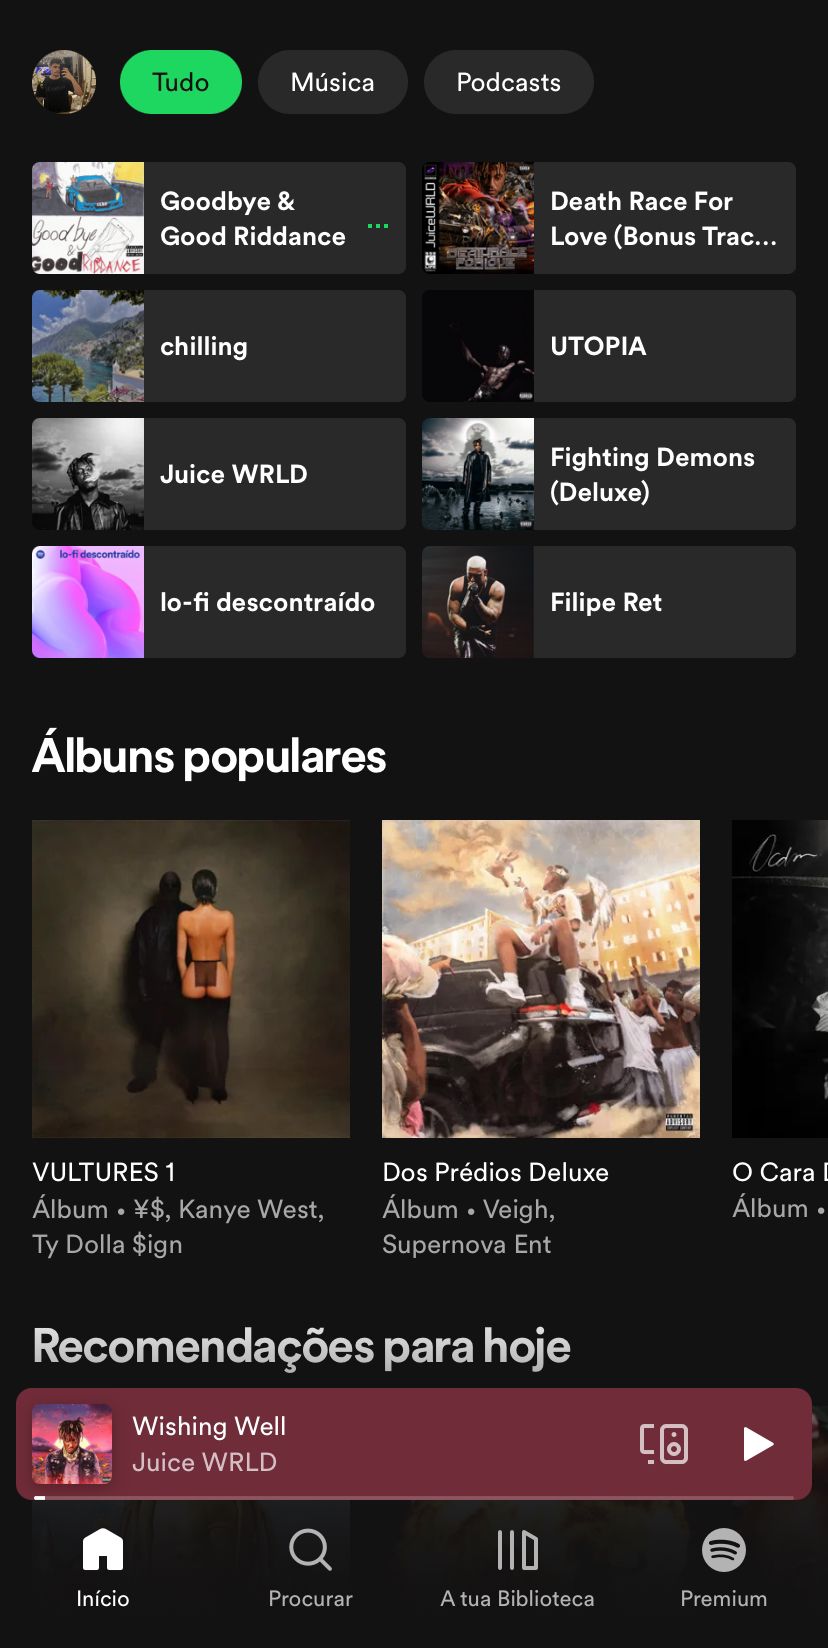 Tudo
Música
Podcasts
Good bye
&
Good RIDDANCE
Goodbye &
Good Riddance
JuiceWRLD
DEATHRACE
FORLOVE
Death Race For
Love (Bonus Trac...
chilling
UTOPIA
Juice WRLD
Fighting Demons
(Deluxe)
lo-fi descontraído
lo-fi descontraído
Filipe Ret
Álbuns populares
VULTURES 1
Álbum • ¥$, Kanye West,
Ty Dolla $ign
Dos Prédios Deluxe
Álbum • Veigh,
Supernova Ent
O Cara
Álbum •
Recomendações para hoje
Wishing Well
Juice WRLD
Início
Procurar
A tua Biblioteca
Premium